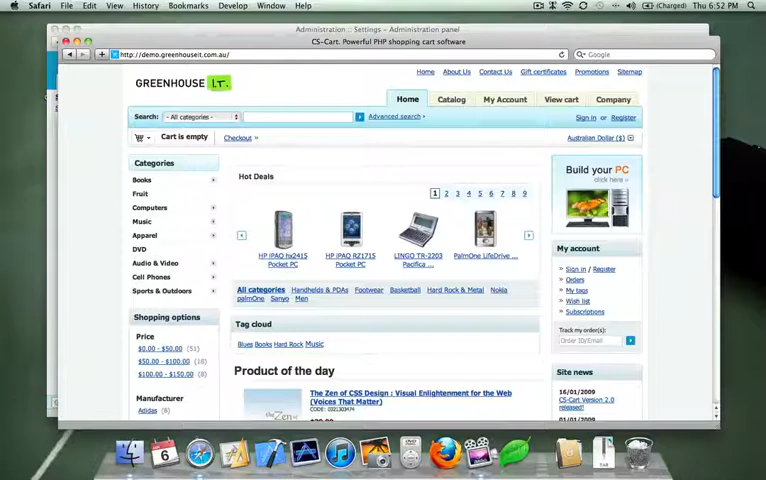 Safari File Edit View History Bookmarks Develop Window Help (Charged) Thu 6:52 PM
Administration :: Settings - Administration panel
CS-Cart. Powerful PHP shopping cart software
http://demo.greenhouseit.com.au/ Google
GREENHOUSE I.T.
Home About Us Contact Us Gift certificates Promotions Sitemap
Home Catalog My Account View cart Company
Search: - All categories - Advanced search
Sign in or Register
Cart is empty Checkout »
Australian Dollar ($)
Categories
Books
Fruit
Computers
Music
Apparel
DVD
Audio & Video
Cell Phones
Sports & Outdoors
Shopping options
Price
$0.00 - $50.00 (51)
$50.00 - $100.00 (10)
$100.00 - $150.00 (8)
Manufacturer
Adidas (6)
Hot Deals
1 2 3 4 5 6 7 8 9
HP iPAQ hx2415 Pocket PC
HP iPAQ RZ1715 Pocket PC
LINGO TR-2203 Pacifica ...
PalmOne LifeDrive ...
All categories Handhelds & PDAs Footwear Basketball Hard Rock & Metal Nokia
palmOne Sanyo Men
Tag cloud
Blues Books Hard Rock Music
Product of the day
The Zen of CSS Design : Visual Enlightenment for the Web
(Voices That Matter)
CODE: 0321303474
the Zen
Build your PC
click here »
My account
» Sign in / Register
» Orders
» My tags
» Wish list
» Subscriptions
Track my order(s):
Order ID/Email
Site news
16/01/2009
CS-Cart Version 2.0
released!
6
TAR